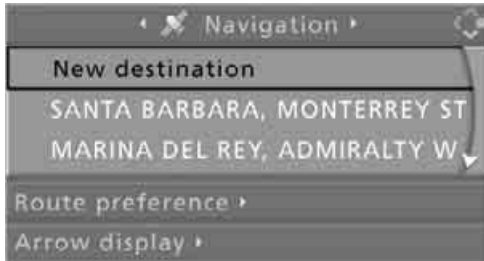 Navigation
New destination
SANTA BARBARA, MONTERREY ST
MARINA DEL REY, ADMIRALTY W
Route preference
Arrow display